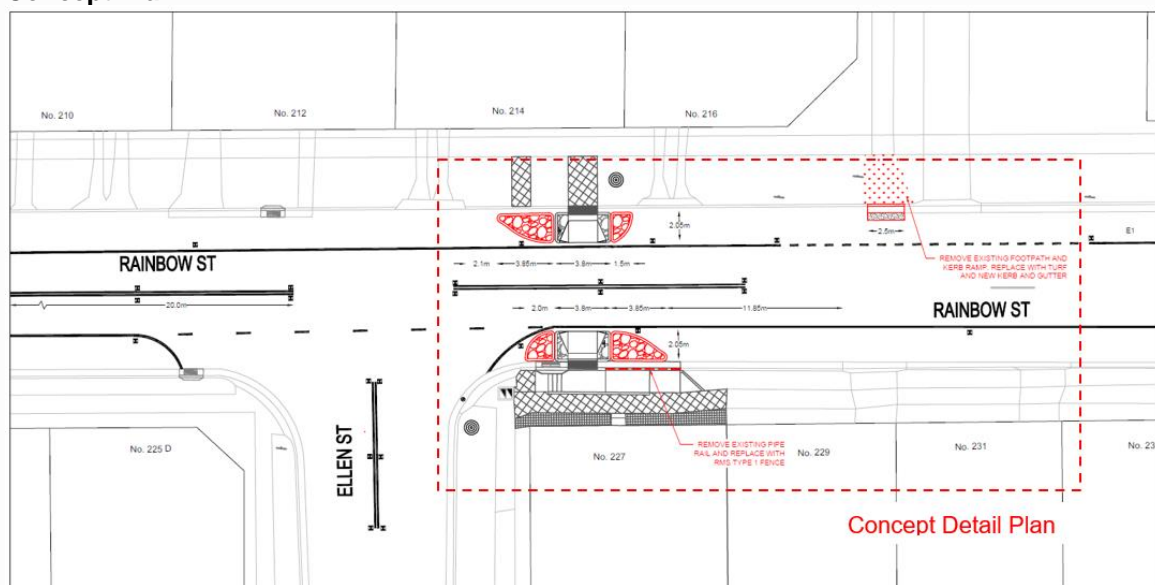 No. 210
No. 212
No. 214
No. 216
2.05m
2.5m
E1
REMOVE EXISTING FOOTPATH AND
KERB RAMP. REPLACE WITH TURF
AND NEW KERB AND GUTTER
RAINBOW ST
2.1m
3.85m
3.8m
1.5m
20.0m
2.0m
3.8m
3.85m
11.85m
RAINBOW ST
2.05m
ELLEN ST
No. 225 D
REMOVE EXISTING PIPE
RAIL AND REPLACE WITH
RMS TYPE 1 FENCE
No. 227
No. 229
No. 231
No. 23
Concept Detail Plan